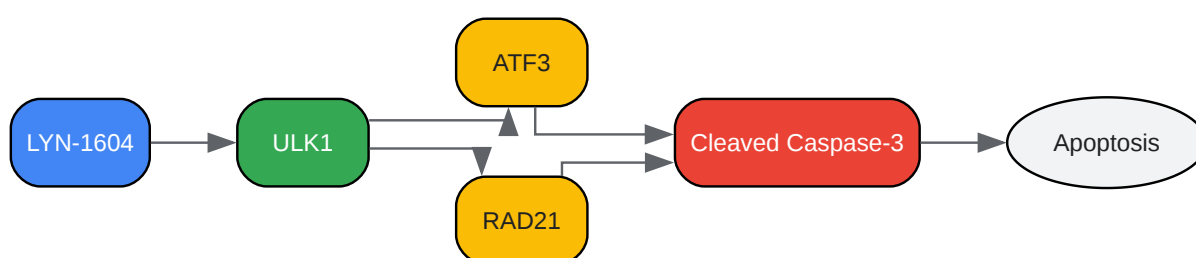 LYN-1604
ULK1
ATF3
RAD21
Cleaved Caspase-3
Apoptosis